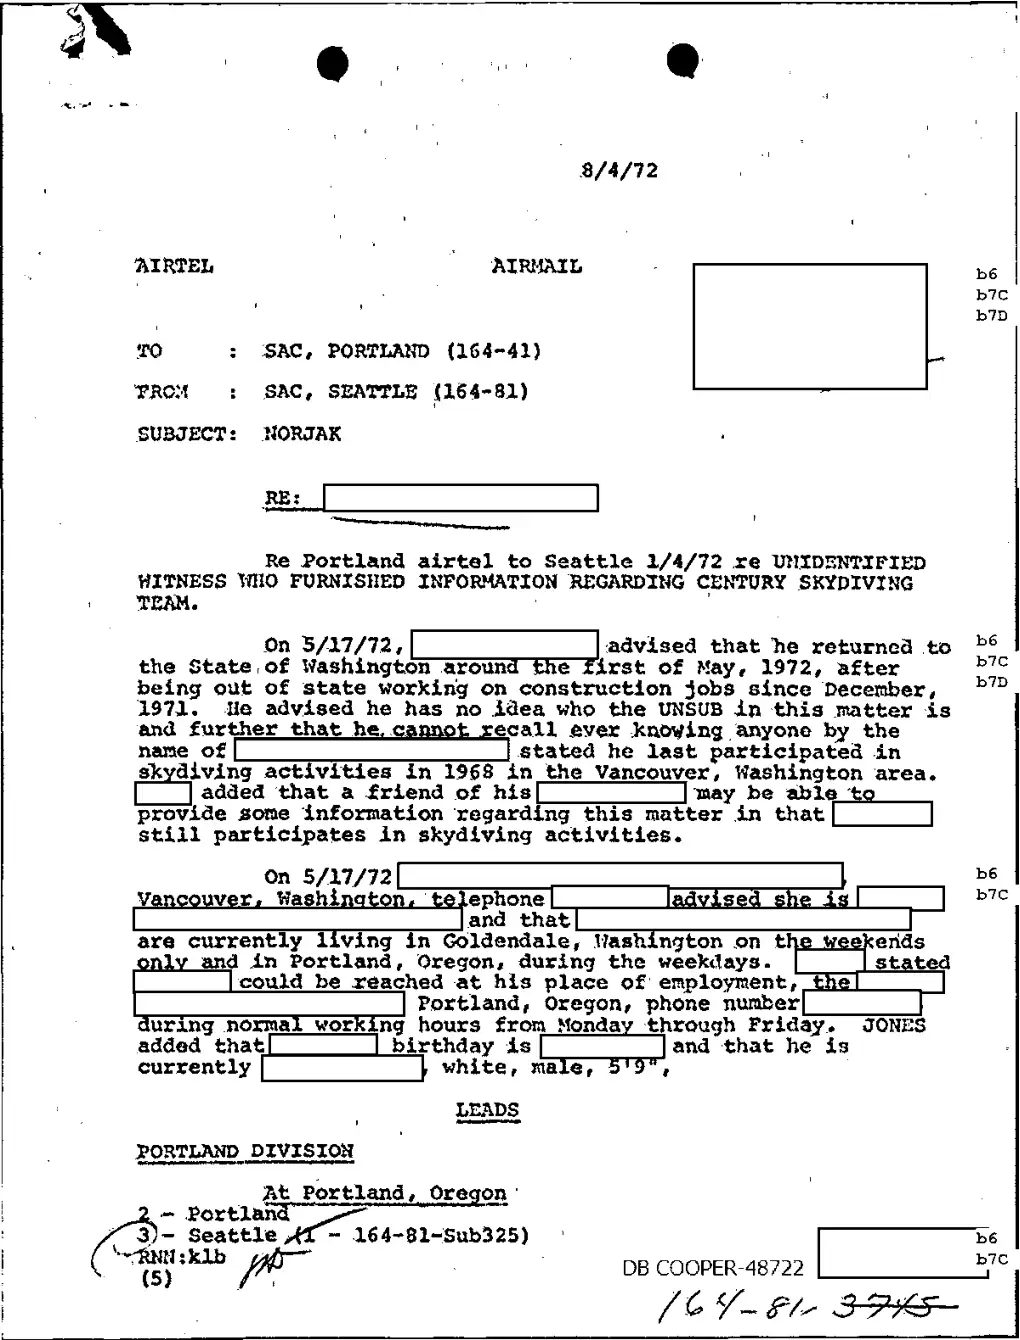 8/4/72
AIRTEL AIRMAIL
b6
b7C
b7D
TO : SAC, PORTLAND (164-41)
FROM : SAC, SEATTLE (164-81)
SUBJECT: NORJAK
RE:
Re Portland airtel to Seattle 1/4/72 re UNIDENTIFIED
WITNESS WHO FURNISHED INFORMATION REGARDING CENTURY SKYDIVING
TEAM.
On 5/17/72, advised that he returned to b6
the State of Washington around the first of May, 1972, after b7C
being out of state working on construction jobs since December, b7D
1971. He advised he has no idea who the UNSUB in this matter is
and further that he cannot recall ever knowing anyone by the
name of stated he last participated in
skydiving activities in 1968 in the Vancouver, Washington area.
added that a friend of his may be able to
provide some information regarding this matter in that
still participates in skydiving activities.
On 5/17/72 , b6
Vancouver, Washington, telephone advised she is b7C
and that
are currently living in Goldendale, Washington on the weekends
only and in Portland, Oregon, during the weekdays. stated
could be reached at his place of employment, the
Portland, Oregon, phone number ,
during normal working hours from Monday through Friday. JONES
added that birthday is and that he is
currently , white, male, 5'9",
LEADS
PORTLAND DIVISION
At Portland, Oregon
2 - Portland
3 - Seattle (1 - 164-81-Sub325)
RNN:klb
(5)
b6
b7C
DB COOPER-48722
164-81-3745